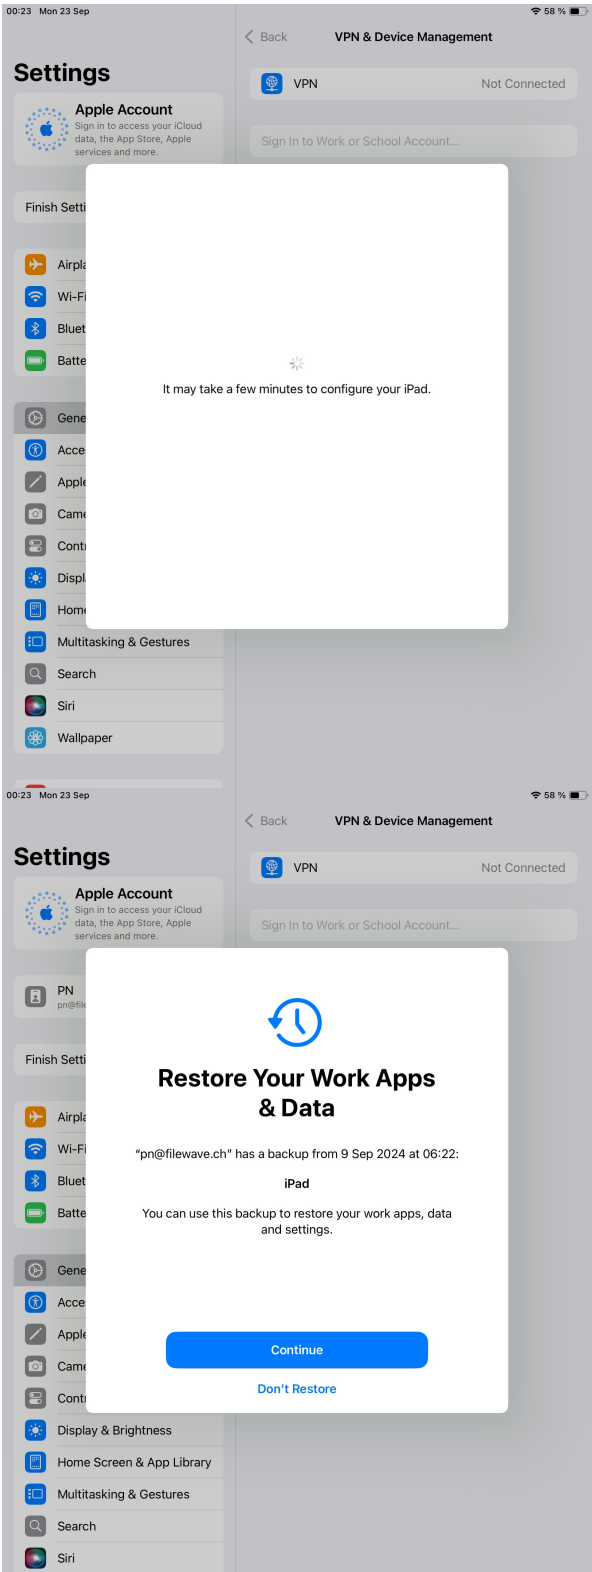 00:23 Mon 23 Sep
58 %
Back
VPN & Device Management
Settings
VPN
Not Connected
Apple Account
Sign in to access your iCloud
data, the App Store, Apple
services and more.
Sign In to Work or School Account...
Finish Setti
Airpla
Wi-Fi
Bluet
Batte
It may take a few minutes to configure your iPad.
Gene
Acce
Apple
Came
Contr
Displ
Home
Multitasking & Gestures
Search
Siri
Wallpaper
00:23 Mon 23 Sep
58 %
Back
VPN & Device Management
Settings
VPN
Not Connected
Apple Account
Sign in to access your iCloud
data, the App Store, Apple
services and more.
Sign In to Work or School Account...
PN
pn@file
Finish Setti
Airpla
Wi-Fi
Bluet
Batte
Restore Your Work Apps
& Data
“pn@filewave.ch” has a backup from 9 Sep 2024 at 06:22:
iPad
You can use this backup to restore your work apps, data
and settings.
Continue
Don’t Restore
Gene
Acce
Apple
Came
Contr
Display & Brightness
Home Screen & App Library
Multitasking & Gestures
Search
Siri